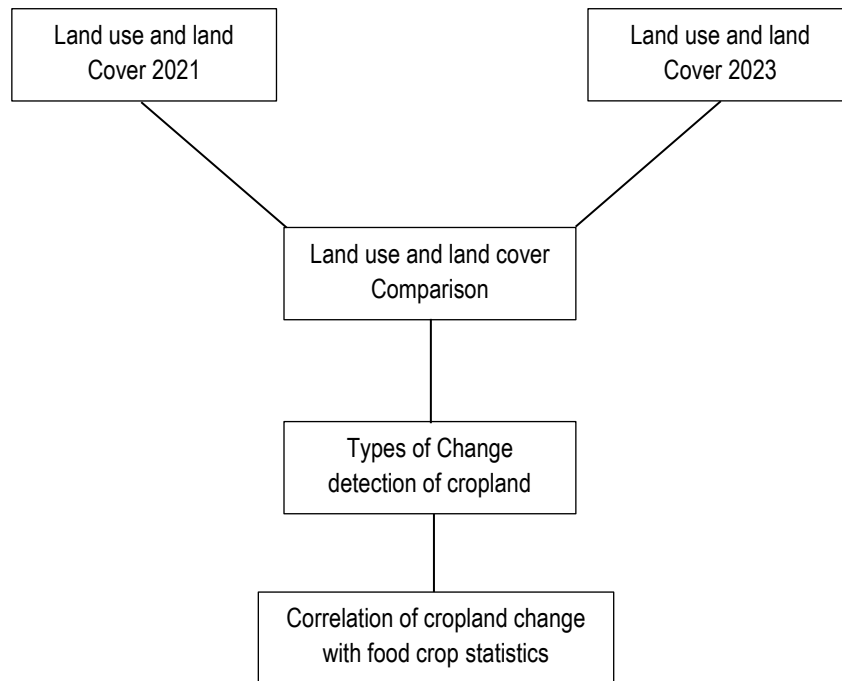 Land use and land
Cover 2021
Land use and land
Cover 2023
Land use and land cover
Comparison
Types of Change
detection of cropland
Correlation of cropland change
with food crop statistics